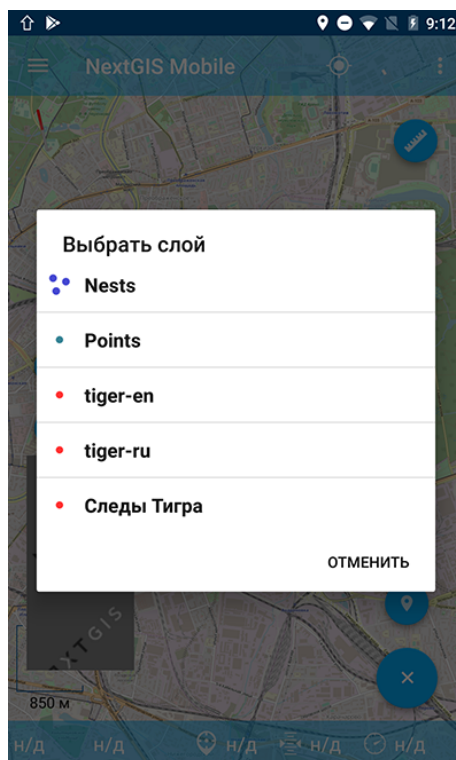 9:12
NextGIS Mobile
Выбрать слой
Nests
Points
tiger-en
tiger-ru
Следы Тигра
ОТМЕНИТЬ
850 м
н/д н/д н/д н/д н/д